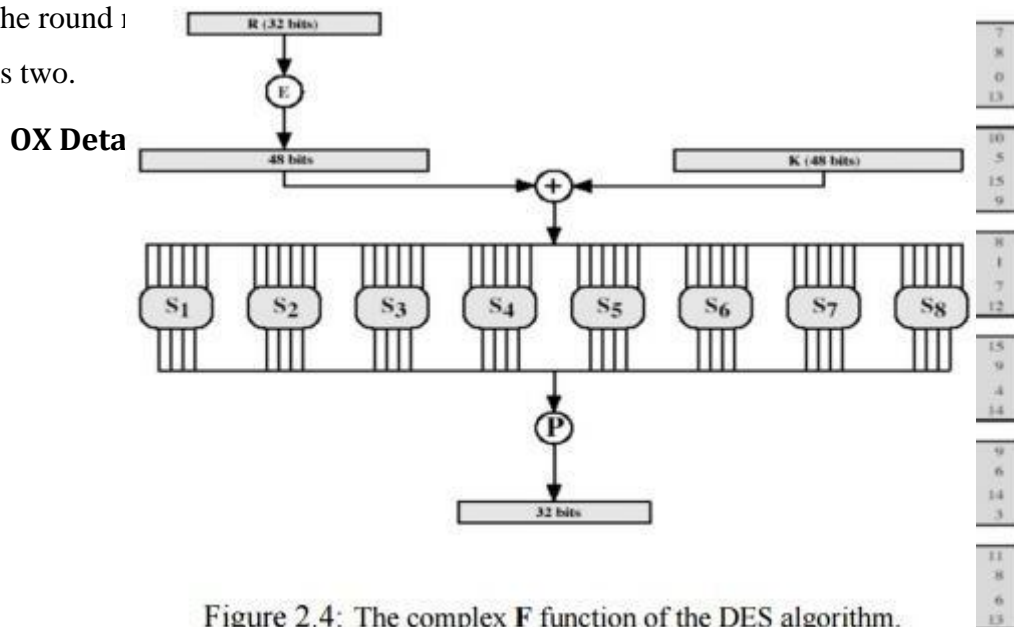 he round
R (32 bits)
s two.
E
OX Deta
48 bits
K (48 bits)
+
S1 S2 S3 S4 S5 S6 S7 S8
P
32 bits
Figure 2.4: The complex F function of the DES algorithm.
7
8
0
13
10
5
15
9
8
1
7
12
15
9
4
14
9
6
14
3
11
8
6
13